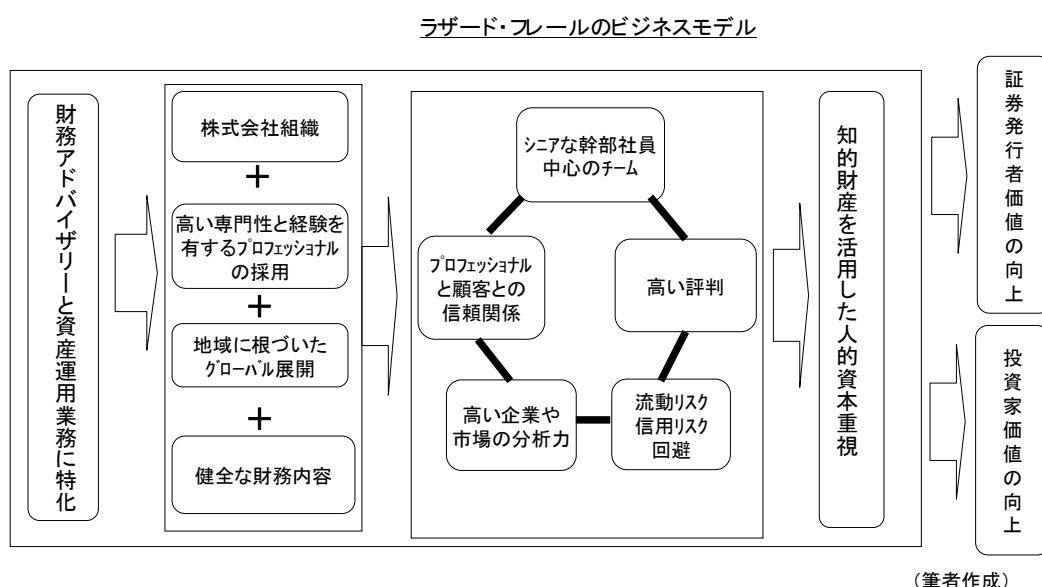 ラザード・フレールのビジネスモデル
財務アドバイザリーと資産運用業務に特化
株式会社組織
+
高い専門性と経験を
有するプロフェッショナル
の採用
+
地域に根づいた
グローバル展開
+
健全な財務内容
シニアな幹部社員
中心のチーム
プロフェッショナル
と顧客との
信頼関係
高い評判
高い企業や
市場の分析力
流動リスク
信用リスク
回避
知的財産を活用した人的資本重視
証券発行者価値の向上
投資家価値の向上
(筆者作成)